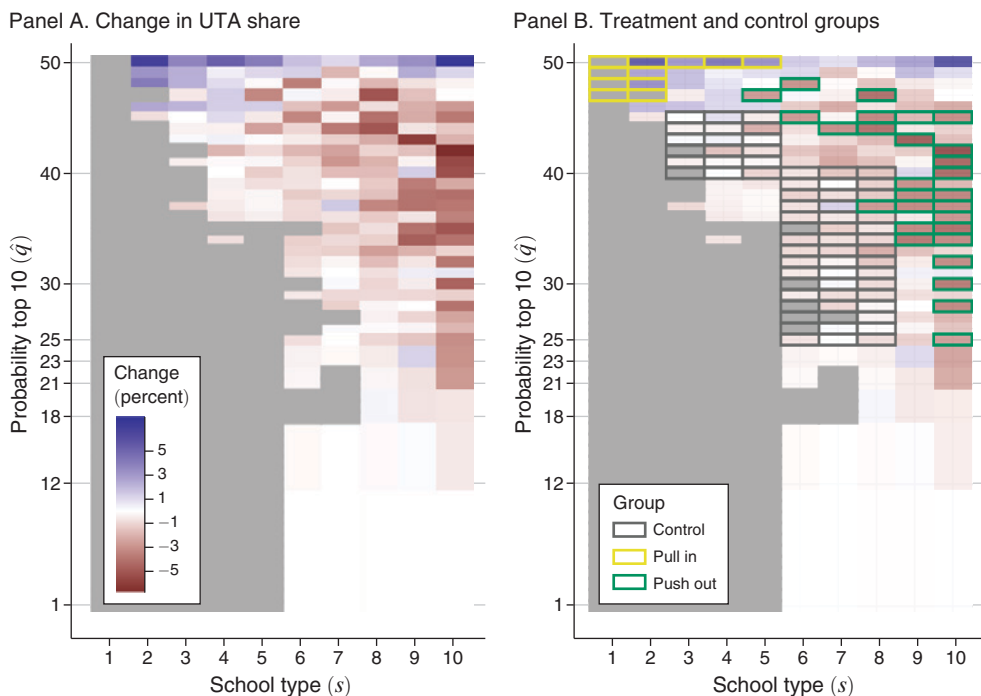 Panel A. Change in UTA share
Probability top 10 (q̂)
50
40
30
25
23
21
18
12
1
Change
(percent)
5
3
1
−1
−3
−5
1 2 3 4 5 6 7 8 9 10
School type (s)
Panel B. Treatment and control groups
Probability top 10 (q̂)
50
40
30
25
23
21
18
12
1
Group
Control
Pull in
Push out
1 2 3 4 5 6 7 8 9 10
School type (s)